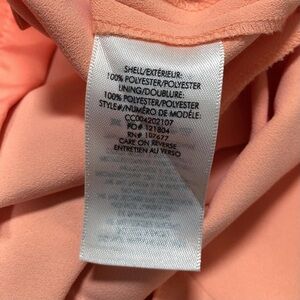 SHELL/EXTÉRIEUR:
100% POLYESTER/POLYESTER
LINING/DOUBLURE:
100% POLYESTER/POLYESTER
STYLE#/NUMÉRO DE MODÈLE:
CC004202107
PO# 121804
RN# 107677
CARE ON REVERSE
ENTRETIEN AU VERSO